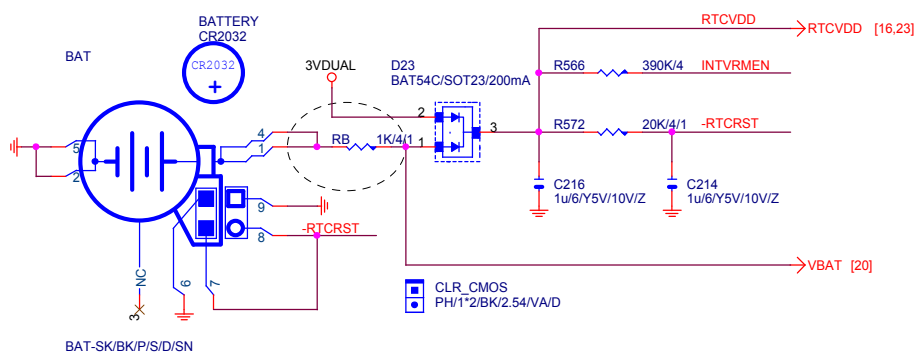 BATTERY
CR2032
BAT
CR2032
+
3VDUAL
D23
BAT54C/SOT23/200mA
RTCVDD
RTCVDD [16,23]
R566 390K/4 INTVRMEN
R572 20K/4/1 -RTCRST
2
1
3
4
1
RB 1K/4/1
5
2
C216
1u/6/Y5V/10V/Z
C214
1u/6/Y5V/10V/Z
9
8
-RTCRST
VBAT [20]
NC
3
6
7
CLR_CMOS
PH/1*2/BK/2.54/VA/D
BAT-SK/BK/P/S/D/SN